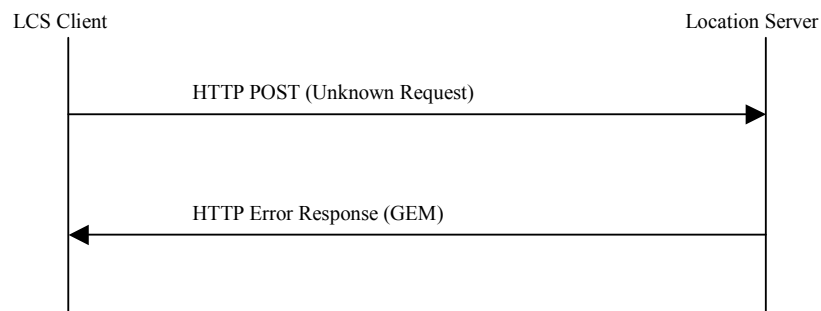 LCS Client
Location Server
HTTP POST (Unknown Request)
HTTP Error Response (GEM)